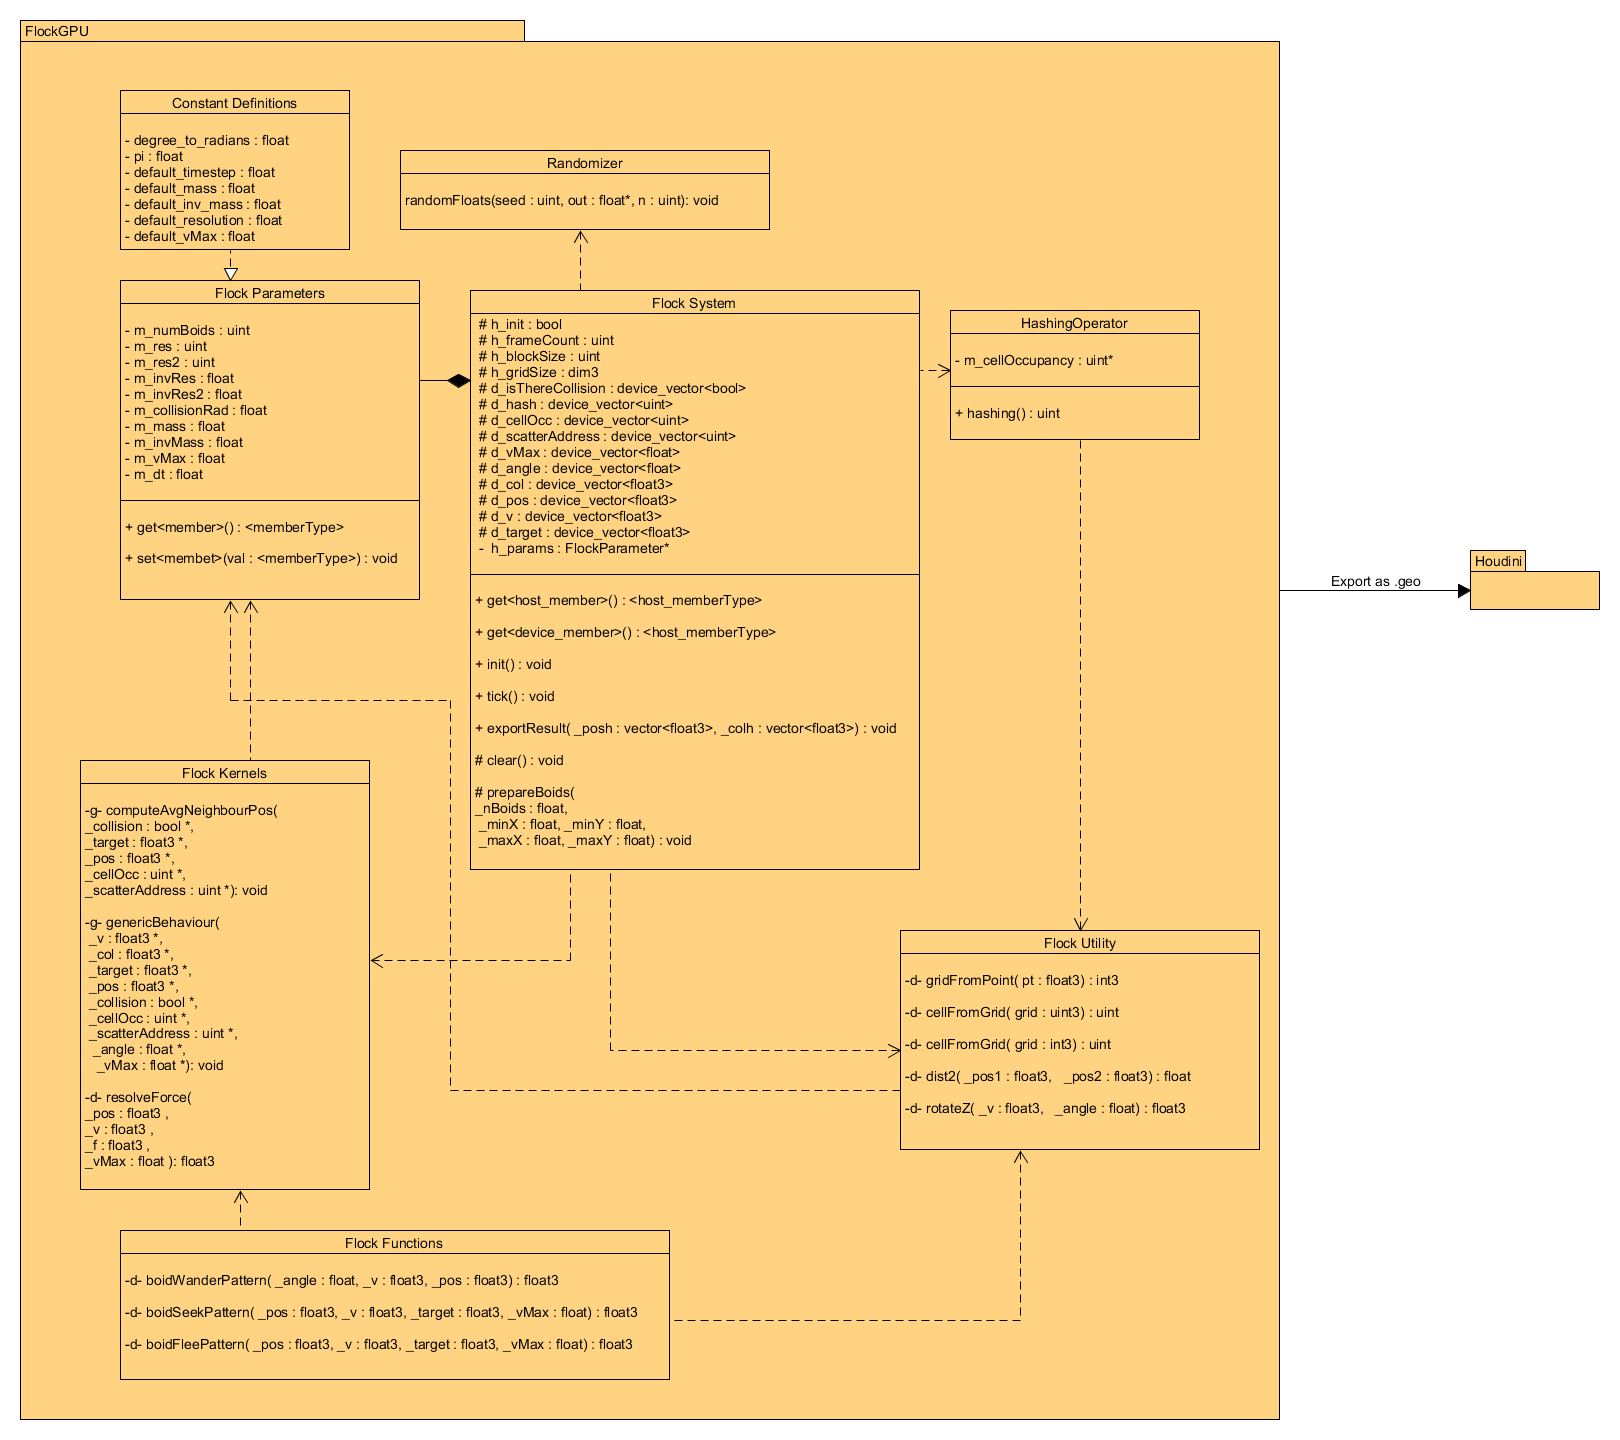 FlockGPU
Constant Definitions
- degree_to_radians : float
- pi : float
- default_timestep : float
- default_mass : float
- default_inv_mass : float
- default_resolution : float
- default_vMax : float
Randomizer
randomFloats(seed : uint, out : float*, n : uint): void
Flock Parameters
- m_numBoids : uint
- m_res : uint
- m_res2 : uint
- m_invRes : float
- m_invRes2 : float
- m_collisionRad : float
- m_mass : float
- m_invMass : float
- m_vMax : float
- m_dt : float
+ get<member>() : <memberType>
+ set<membet>(val : <memberType>) : void
Flock System
# h_init : bool
# h_frameCount : uint
# h_blockSize : uint
# h_gridSize : dim3
# d_isThereCollision : device_vector<bool>
# d_hash : device_vector<uint>
# d_cellOcc : device_vector<uint>
# d_scatterAddress : device_vector<uint>
# d_vMax : device_vector<float>
# d_angle : device_vector<float>
# d_col : device_vector<float3>
# d_pos : device_vector<float3>
# d_v : device_vector<float3>
# d_target : device_vector<float3>
- h_params : FlockParameter*
+ get<host_member>() : <host_memberType>
+ get<device_member>() : <host_memberType>
+ init() : void
+ tick() : void
+ exportResult( _posh : vector<float3>, _colh : vector<float3>) : void
# clear() : void
# prepareBoids(
_nBoids : float,
_minX : float, _minY : float,
_maxX : float, _maxY : float) : void
HashingOperator
- m_cellOccupancy : uint*
+ hashing() : uint
Export as .geo
Houdini
Flock Kernels
-g- computeAvgNeighbourPos(
_collision : bool *,
_target : float3 *,
_pos : float3 *,
_cellOcc : uint *,
_scatterAddress : uint *): void
-g- genericBehaviour(
_v : float3 *,
_col : float3 *,
_target : float3 *,
_pos : float3 *,
_collision : bool *,
_cellOcc : uint *,
_scatterAddress : uint *,
_angle : float *,
_vMax : float *): void
-d- resolveForce(
_pos : float3 ,
_v : float3 ,
_f : float3 ,
_vMax : float ): float3
Flock Utility
-d- gridFromPoint( pt : float3) : int3
-d- cellFromGrid( grid : uint3) : uint
-d- cellFromGrid( grid : int3) : uint
-d- dist2( _pos1 : float3, _pos2 : float3) : float
-d- rotateZ( _v : float3, _angle : float) : float3
Flock Functions
-d- boidWanderPattern( _angle : float, _v : float3, _pos : float3) : float3
-d- boidSeekPattern( _pos : float3, _v : float3, _target : float3, _vMax : float) : float3
-d- boidFleePattern( _pos : float3, _v : float3, _target : float3, _vMax : float) : float3